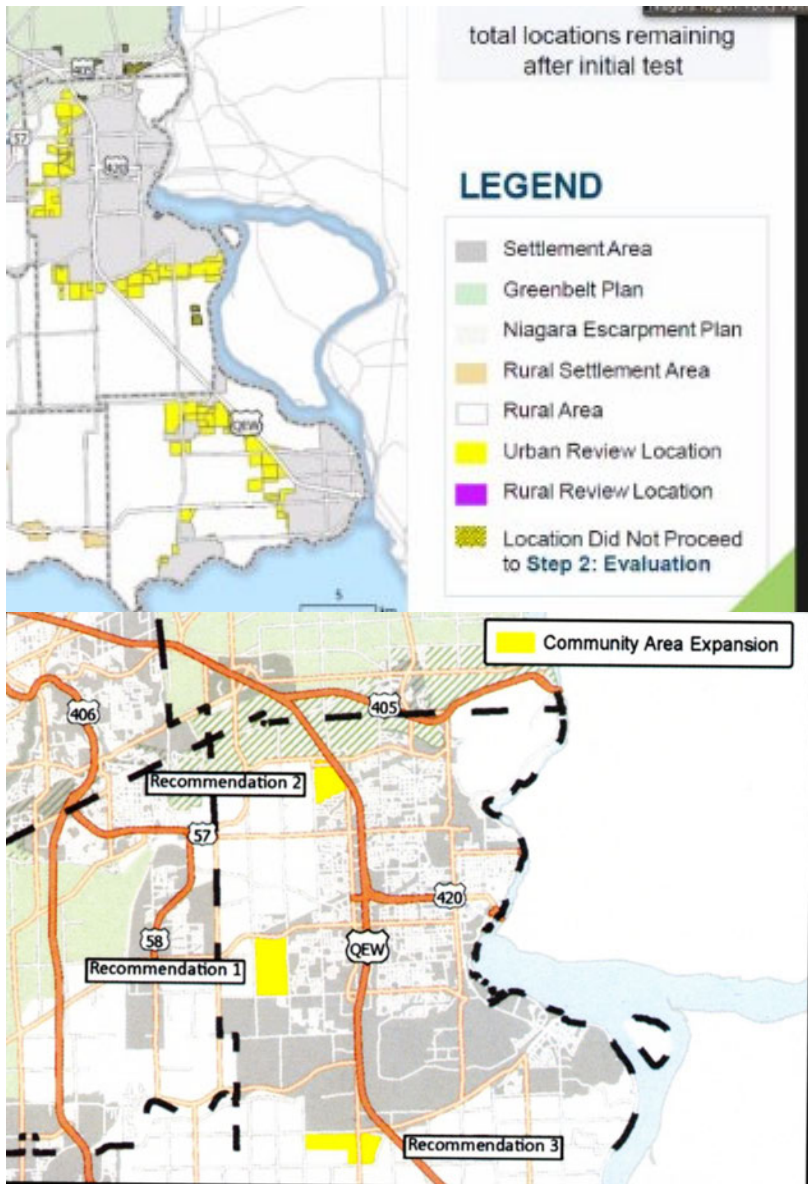 total locations remaining
after initial test
405
57
420
QEW
5
LEGEND
Settlement Area
Greenbelt Plan
Niagara Escarpment Plan
Rural Settlement Area
Rural Area
Urban Review Location
Rural Review Location
Location Did Not Proceed
to Step 2: Evaluation
Community Area Expansion
406
405
Recommendation 2
57
420
58
QEW
Recommendation 1
Recommendation 3